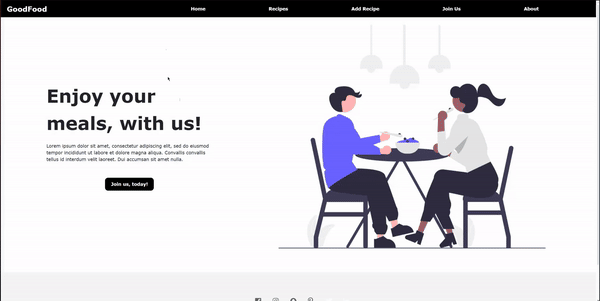 GoodFood Home Recipes Add Recipe Join Us About
Enjoy your
meals, with us!
Lorem ipsum dolor sit amet, consectetur adipiscing elit, sed do eiusmod
tempor incididunt ut labore et dolore magna aliqua. Convallis convallis
tellus id interdum velit laoreet. Dui accumsan sit amet nulla.
Join us, today!